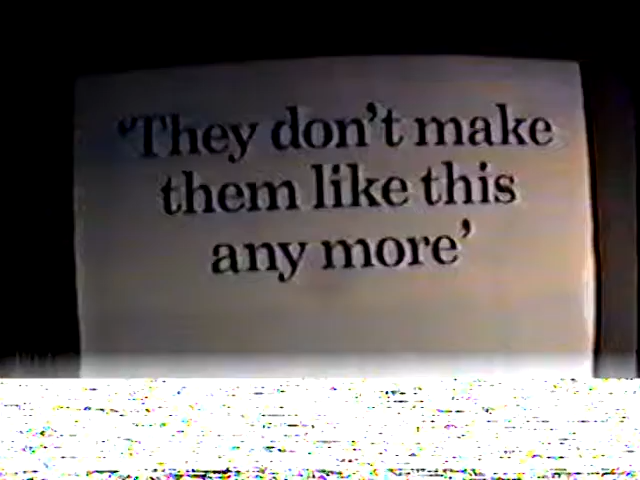 ‘They don’t make
them like this
any more’